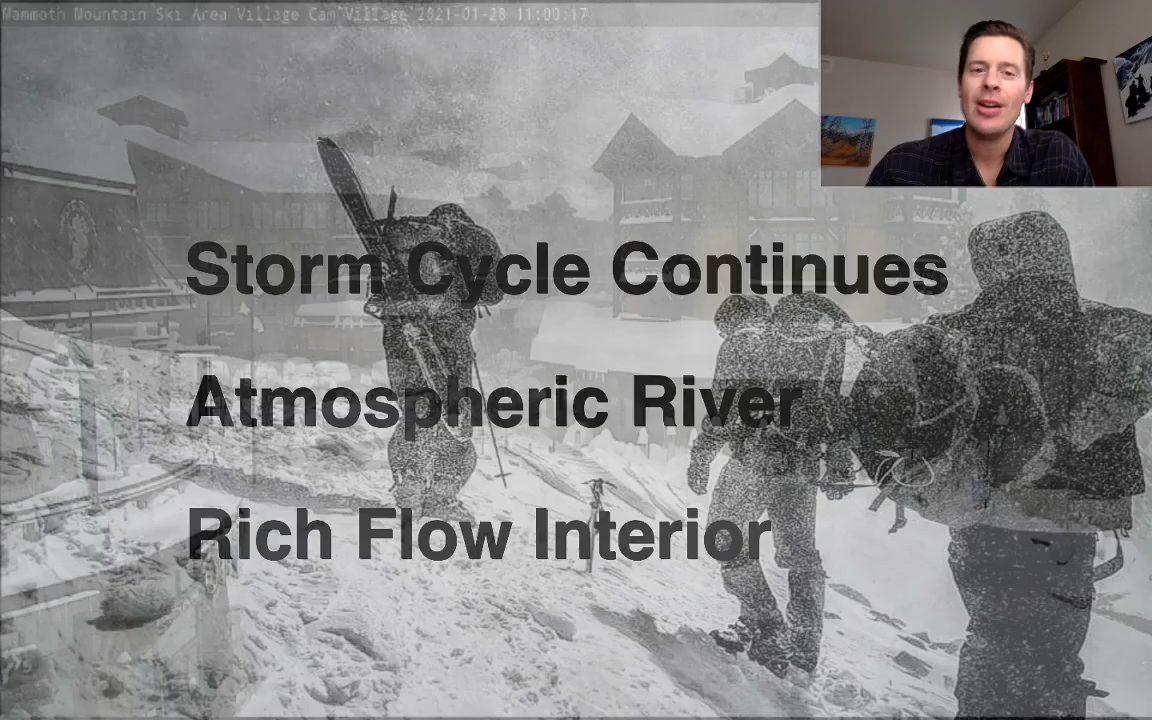 Mammoth Mountain Ski Area Village Cam Village 2021-01-28 11:00:17
Storm Cycle Continues
Atmospheric River
Rich Flow Interior